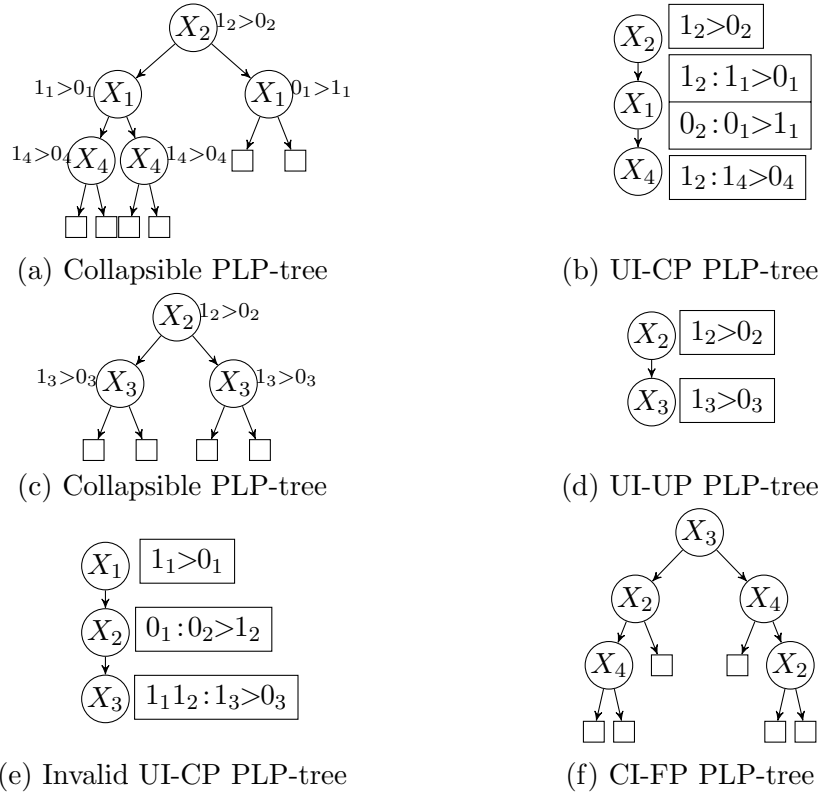 X₂ 1₂>0₂
1₁>0₁ X₁ X₁ 0₁>1₁
1₄>0₄ X₄ X₄ 1₄>0₄
(a) Collapsible PLP-tree
X₂ 1₂>0₂
X₁ 1₂:1₁>0₁
0₂:0₁>1₁
X₄ 1₂:1₄>0₄
(b) UI-CP PLP-tree
X₂ 1₂>0₂
1₃>0₃ X₃ X₃ 1₃>0₃
(c) Collapsible PLP-tree
X₂ 1₂>0₂
X₃ 1₃>0₃
(d) UI-UP PLP-tree
X₁ 1₁>0₁
X₂ 0₁:0₂>1₂
X₃ 1₁1₂:1₃>0₃
(e) Invalid UI-CP PLP-tree
X₃
X₂ X₄
X₄ X₂
(f) CI-FP PLP-tree